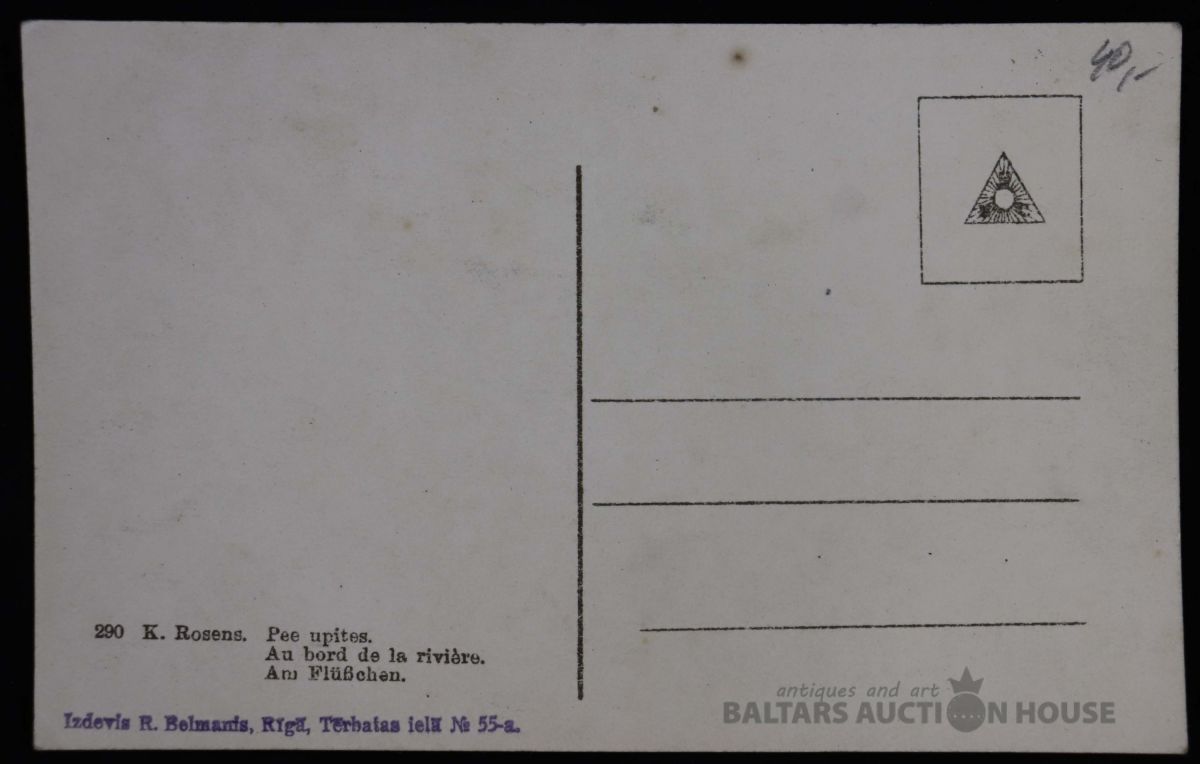 40,-
290 K. Rosens. Pee upites.
Au bord de la rivière.
Am Flüßchen.
Izdevis R. Belmanis, Rīgā, Tērbatas ielā № 55-a.
antiques and art
BALTARS AUCTION HOUSE